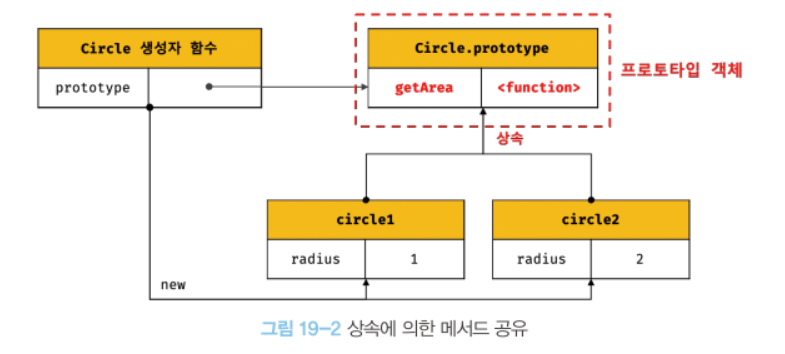 Circle 생성자 함수
prototype
Circle.prototype
getArea <function>
프로토타입 객체
상속
circle1
radius 1
circle2
radius 2
new
그림 19-2 상속에 의한 메서드 공유